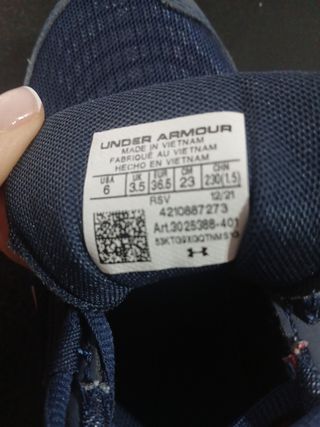 UNDER ARMOUR
MADE IN VIETNAM
FABRIQUÉ AU VIETNAM
HECHO EN VIETNAM
USA UK EUR CM CHN
6 3.5 36.5 23 230(1.5)
RSV 12/21
4210887273
Art.3025388-401